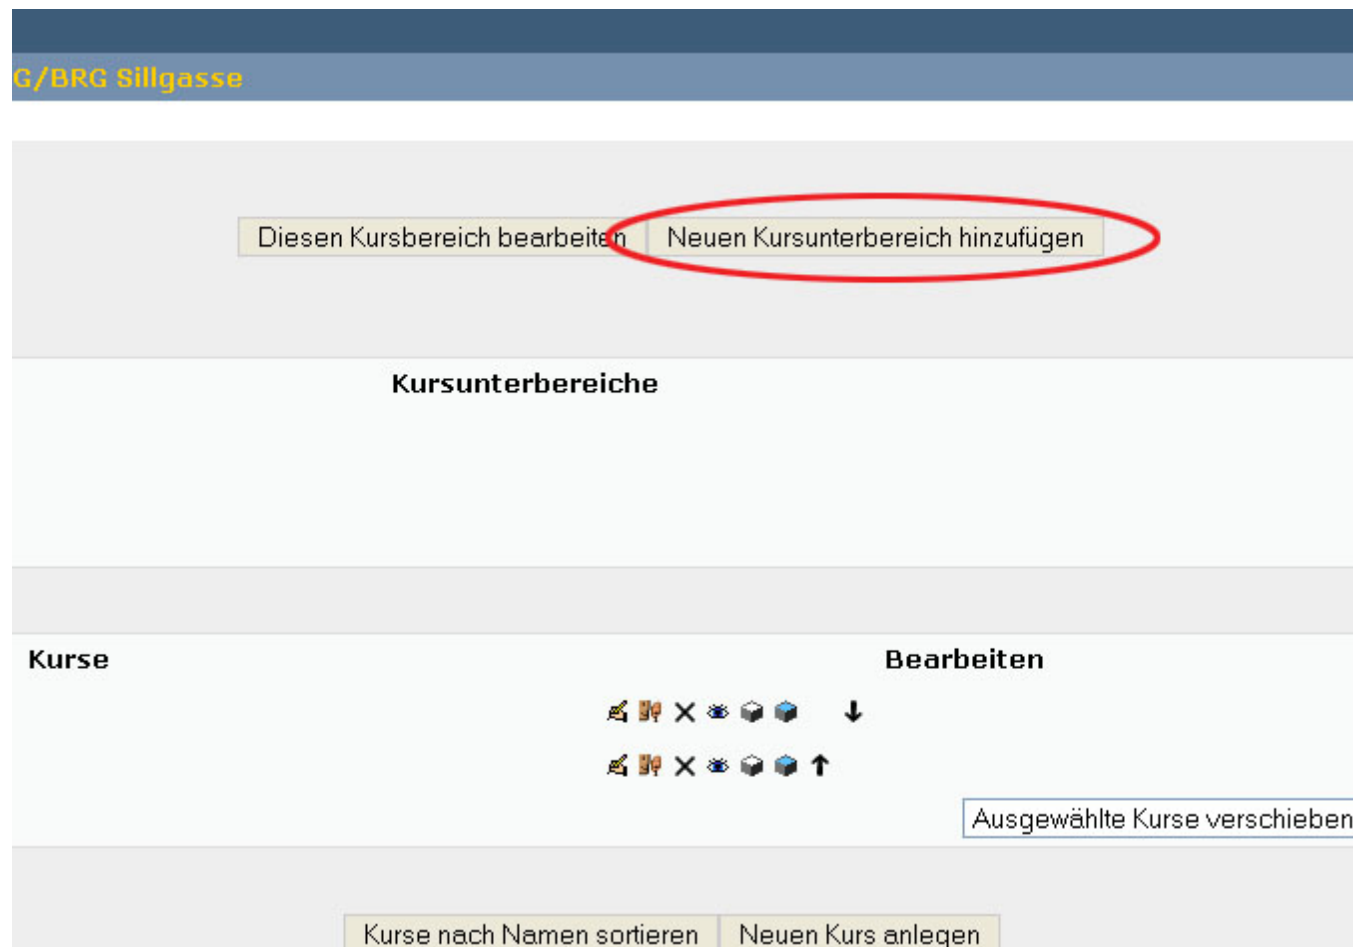 G/BRG Sillgasse
Diesen Kursbereich bearbeiten Neuen Kursunterbereich hinzufügen
Kursunterbereiche
Kurse Bearbeiten
Ausgewählte Kurse verschieben
Kurse nach Namen sortieren Neuen Kurs anlegen